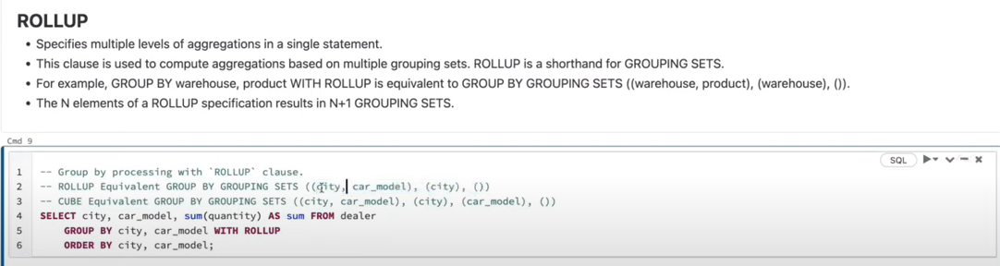 ROLLUP
• Specifies multiple levels of aggregations in a single statement.
• This clause is used to compute aggregations based on multiple grouping sets. ROLLUP is a shorthand for GROUPING SETS.
• For example, GROUP BY warehouse, product WITH ROLLUP is equivalent to GROUP BY GROUPING SETS ((warehouse, product), (warehouse), ()).
• The N elements of a ROLLUP specification results in N+1 GROUPING SETS.
Cmd 9
SQL
1 -- Group by processing with `ROLLUP` clause.
2 -- ROLLUP Equivalent GROUP BY GROUPING SETS ((city, car_model), (city), ())
3 -- CUBE Equivalent GROUP BY GROUPING SETS ((city, car_model), (city), (car_model), ())
4 SELECT city, car_model, sum(quantity) AS sum FROM dealer
5 GROUP BY city, car_model WITH ROLLUP
6 ORDER BY city, car_model;